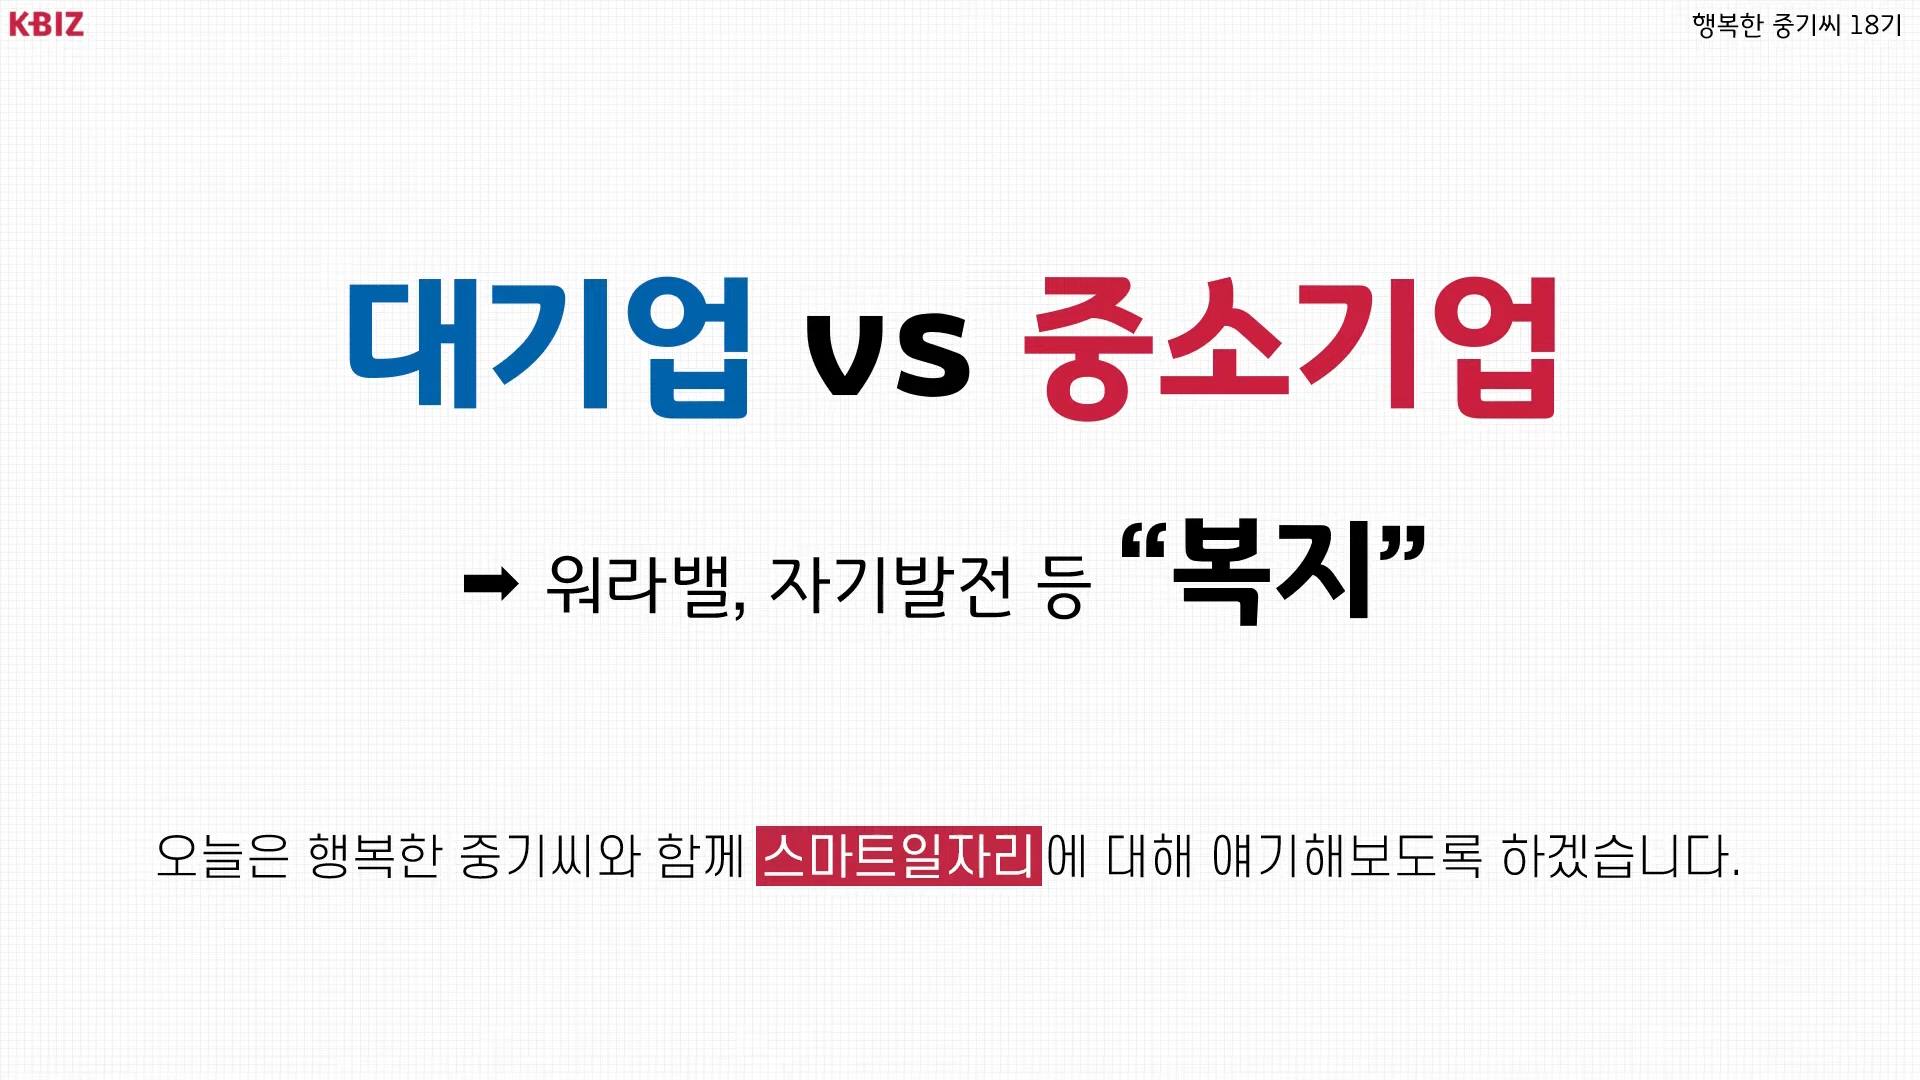 KBIZ
행복한 중기씨 18기
대기업 vs 중소기업
➡ 워라밸, 자기발전 등 “복지”
오늘은 행복한 중기씨와 함께 스마트일자리에 대해 얘기해보도록 하겠습니다.